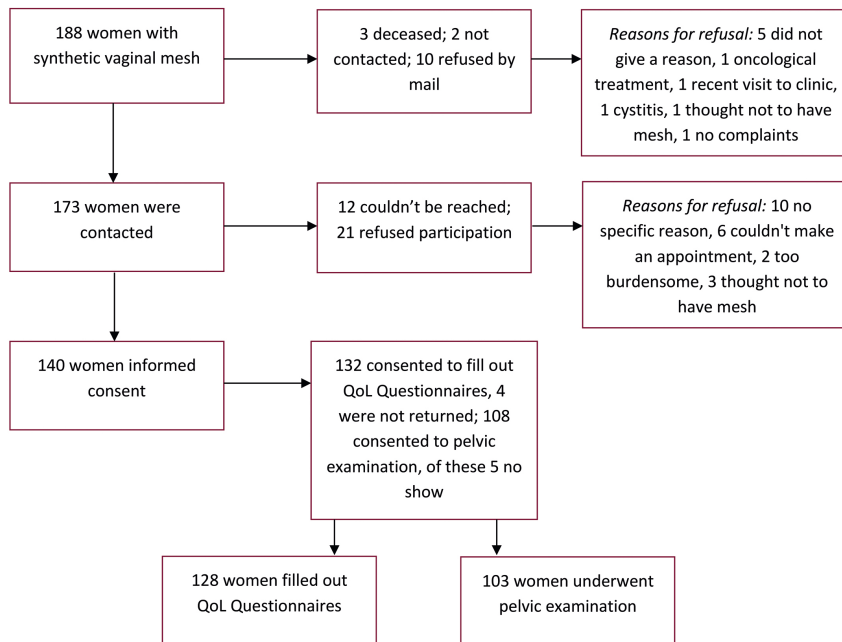 188 women with
synthetic vaginal mesh
3 deceased; 2 not
contacted; 10 refused by
mail
Reasons for refusal: 5 did not
give a reason, 1 oncological
treatment, 1 recent visit to clinic,
1 cystitis, 1 thought not to have
mesh, 1 no complaints
173 women were
contacted
12 couldn’t be reached;
21 refused participation
Reasons for refusal: 10 no
specific reason, 6 couldn't make
an appointment, 2 too
burdensome, 3 thought not to
have mesh
140 women informed
consent
132 consented to fill out
QoL Questionnaires, 4
were not returned; 108
consented to pelvic
examination, of these 5 no
show
128 women filled out
QoL Questionnaires
103 women underwent
pelvic examination